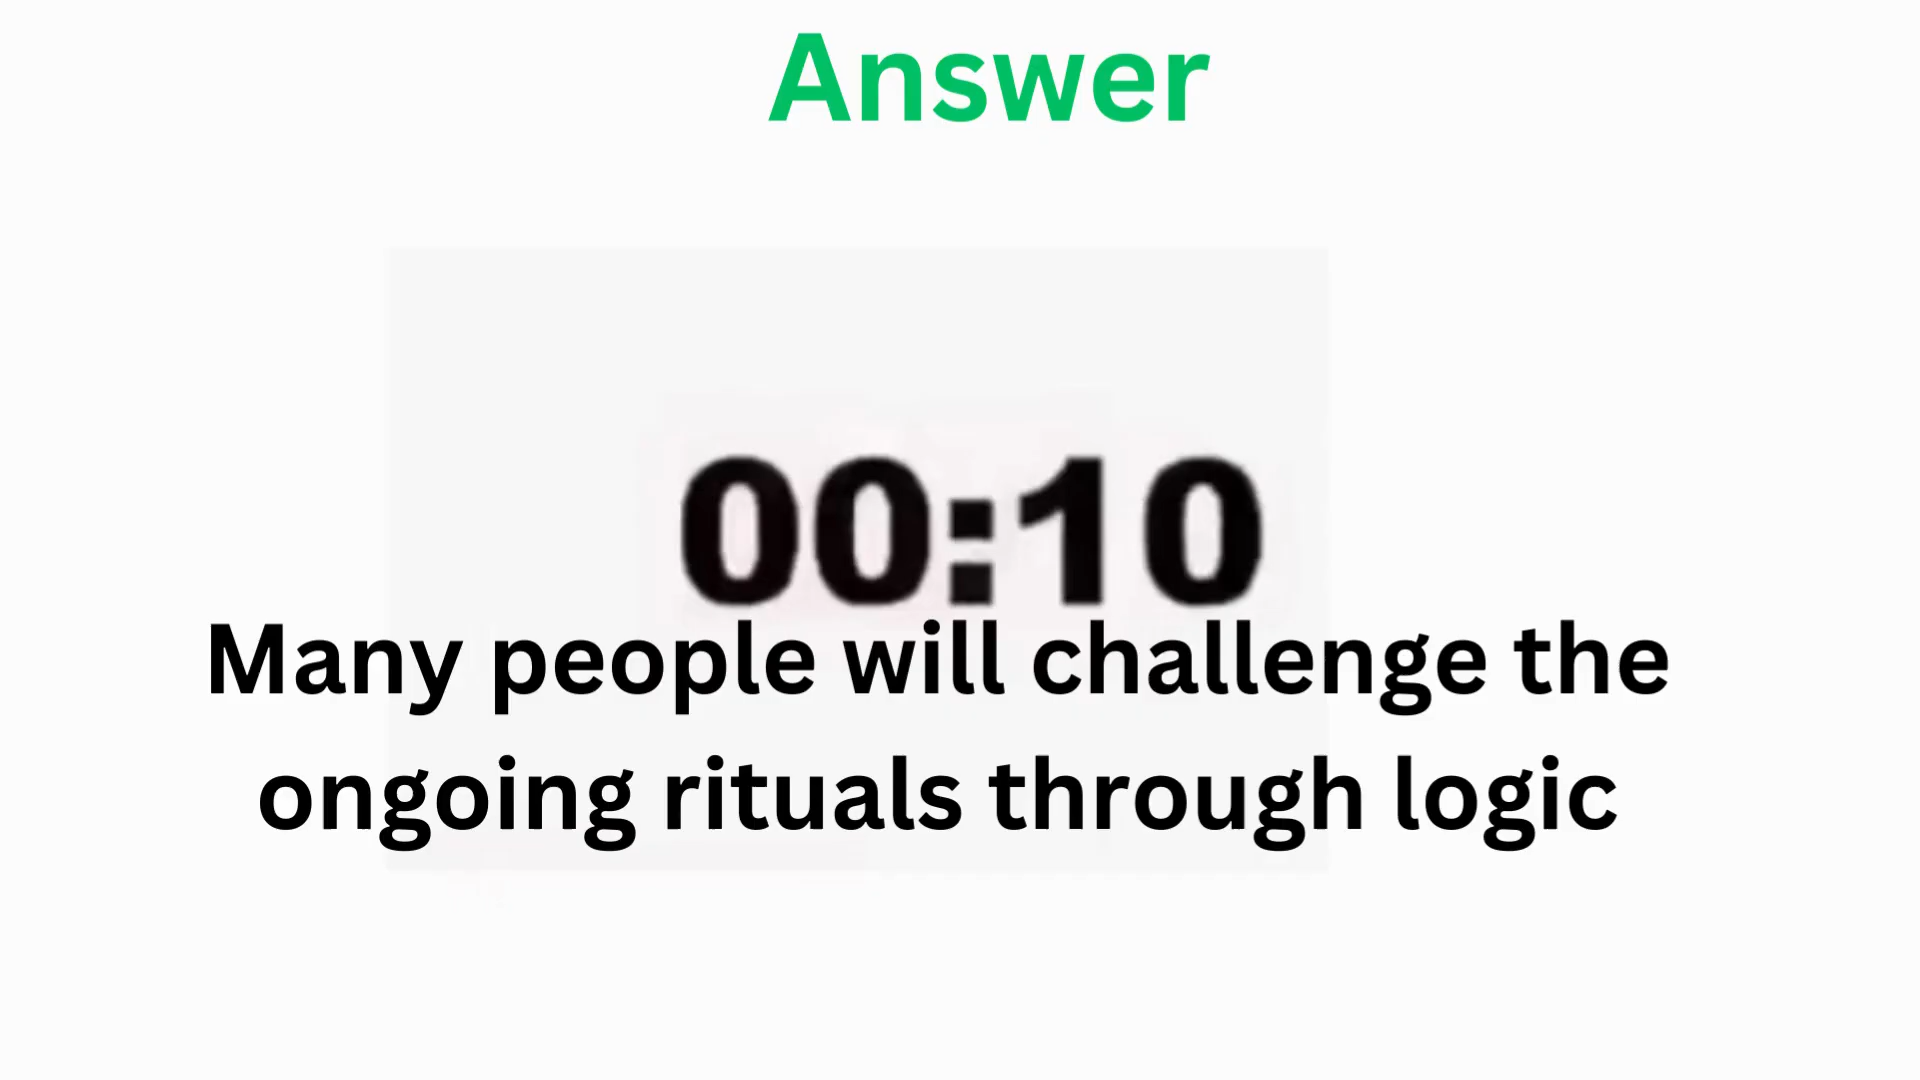 Answer
00:10
Many people will challenge the
ongoing rituals through logic